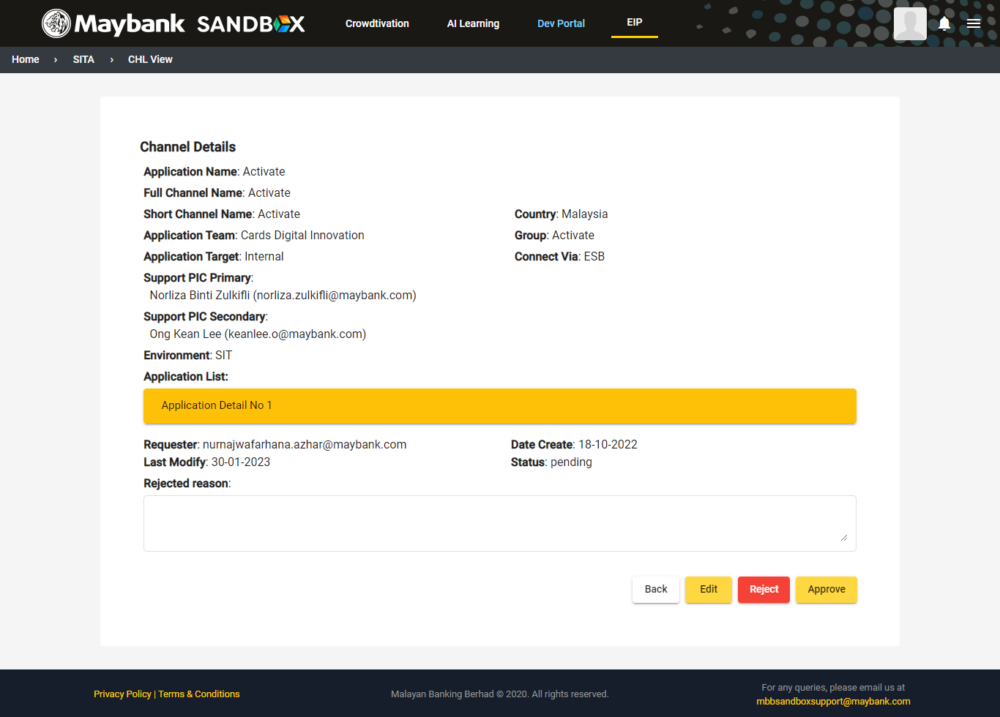 Maybank SANDBOX
Crowdtivation
AI Learning
Dev Portal
EIP
Home › SITA › CHL View
Channel Details
Application Name: Activate
Full Channel Name: Activate
Short Channel Name: Activate
Country: Malaysia
Application Team: Cards Digital Innovation
Group: Activate
Application Target: Internal
Connect Via: ESB
Support PIC Primary:
Norliza Binti Zulkifli (norliza.zulkifli@maybank.com)
Support PIC Secondary:
Ong Kean Lee (keanlee.o@maybank.com)
Environment: SIT
Application List:
Application Detail No 1
Requester: nurnajwafarhana.azhar@maybank.com
Date Create: 18-10-2022
Last Modify: 30-01-2023
Status: pending
Rejected reason:
Back
Edit
Reject
Approve
Privacy Policy | Terms & Conditions
Malayan Banking Berhad © 2020. All rights reserved.
For any queries, please email us at
mbbsandboxsupport@maybank.com